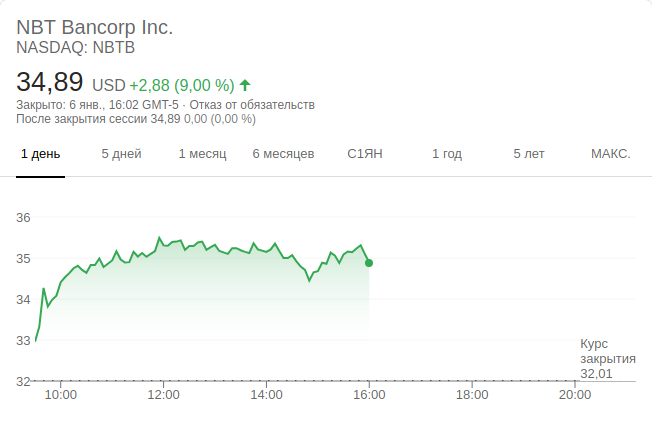 NBT Bancorp Inc.
NASDAQ: NBTB
34,89 USD +2,88 (9,00 %)
Закрыто: 6 янв., 16:02 GMT-5 · Отказ от обязательств
После закрытия сессии 34,89 0,00 (0,00 %)
1 день 5 дней 1 месяц 6 месяцев С1ЯН 1 год 5 лет МАКС.
36
35
34
33
Курс
закрытия
32,01
32
10:00 12:00 14:00 16:00 18:00 20:00